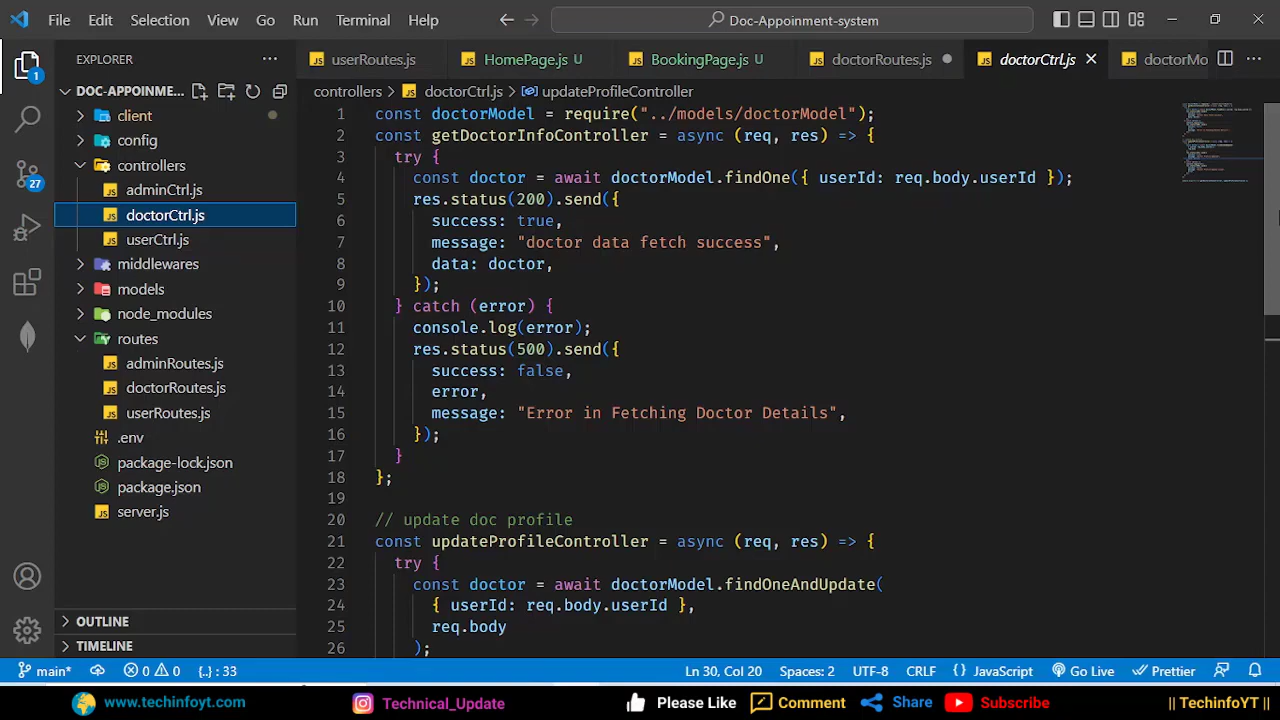 File Edit Selection View Go Run Terminal Help
Doc-Appoinment-system
EXPLORER
userRoutes.js
HomePage.js U
BookingPage.js U
doctorRoutes.js
doctorCtrl.js
doctorMo
DOC-APPOINME...
controllers > doctorCtrl.js > updateProfileController
client
config
controllers
adminCtrl.js
doctorCtrl.js
userCtrl.js
middlewares
models
node_modules
routes
adminRoutes.js
doctorRoutes.js
userRoutes.js
.env
package-lock.json
package.json
server.js
OUTLINE
TIMELINE
1
27
1 const doctorModel = require("../models/doctorModel");
2 const getDoctorInfoController = async (req, res) => {
3 try {
4 const doctor = await doctorModel.findOne({ userId: req.body.userId });
5 res.status(200).send({
6 success: true,
7 message: "doctor data fetch success",
8 data: doctor,
9 });
10 } catch (error) {
11 console.log(error);
12 res.status(500).send({
13 success: false,
14 error,
15 message: "Error in Fetching Doctor Details",
16 });
17 }
18 };
19
20 // update doc profile
21 const updateProfileController = async (req, res) => {
22 try {
23 const doctor = await doctorModel.findOneAndUpdate(
24 { userId: req.body.userId },
25 req.body
26 );
main* 0 0 {..} : 33 Ln 30, Col 20 Spaces: 2 UTF-8 CRLF {} JavaScript Go Live Prettier
www.techinfoyt.com Technical_Update Please Like Comment Share Subscribe || TechinfoYT ||